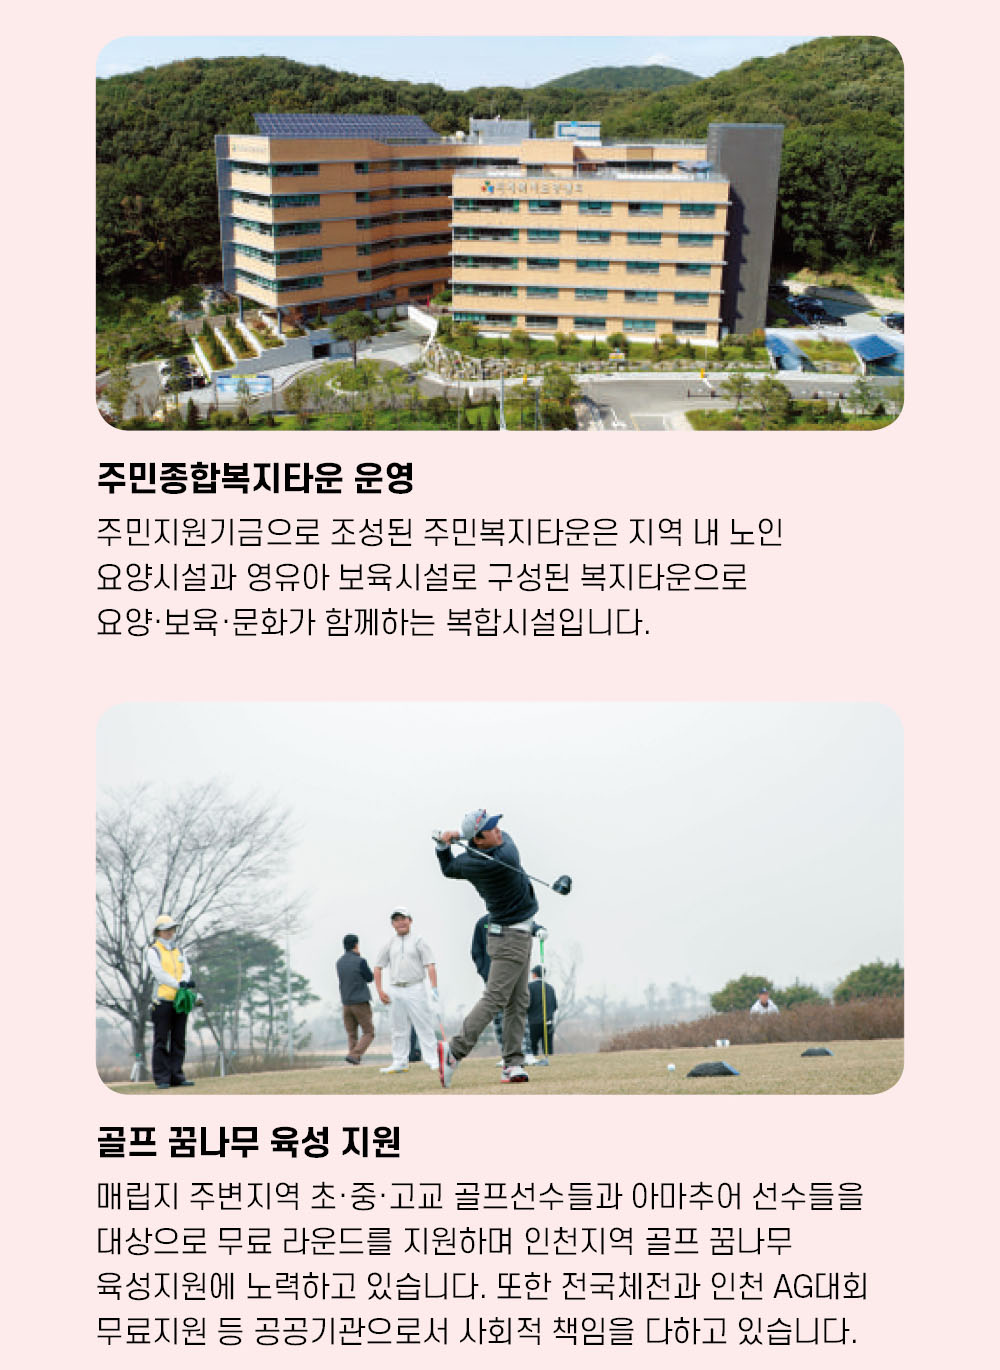 주민종합복지타운 운영
주민지원기금으로 조성된 주민복지타운은 지역 내 노인
요양시설과 영유아 보육시설로 구성된 복지타운으로
요양·보육·문화가 함께하는 복합시설입니다.
골프 꿈나무 육성 지원
매립지 주변지역 초·중·고교 골프선수들과 아마추어 선수들을
대상으로 무료 라운드를 지원하며 인천지역 골프 꿈나무
육성지원에 노력하고 있습니다. 또한 전국체전과 인천 AG대회
무료지원 등 공공기관으로서 사회적 책임을 다하고 있습니다.